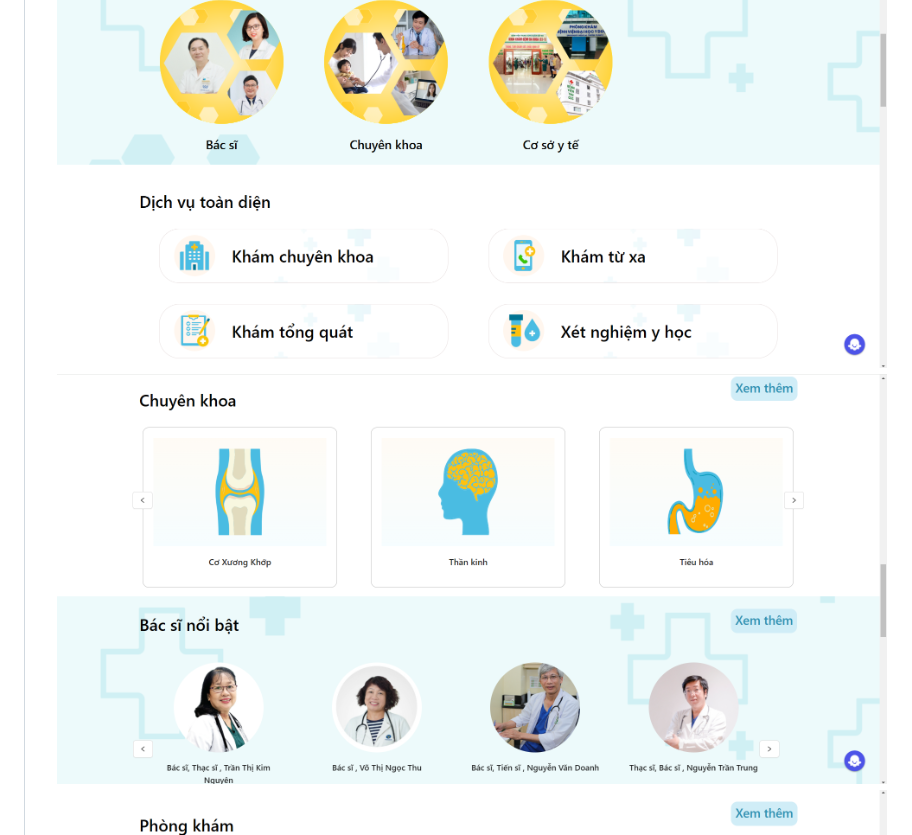 Bác sĩ
Chuyên khoa
Cơ sở y tế
Dịch vụ toàn diện
Khám chuyên khoa
Khám từ xa
Khám tổng quát
Xét nghiệm y học
Xem thêm
Chuyên khoa
Cơ Xương Khớp
Thần kinh
Tiêu hóa
Xem thêm
Bác sĩ nổi bật
Bác sĩ, Thạc sĩ , Trần Thị Kim
Nguyên
Bác sĩ , Võ Thị Ngọc Thu
Bác sĩ, Tiến sĩ , Nguyễn Văn Doanh
Thạc sĩ, Bác sĩ , Nguyễn Trần Trung
Xem thêm
Phòng khám